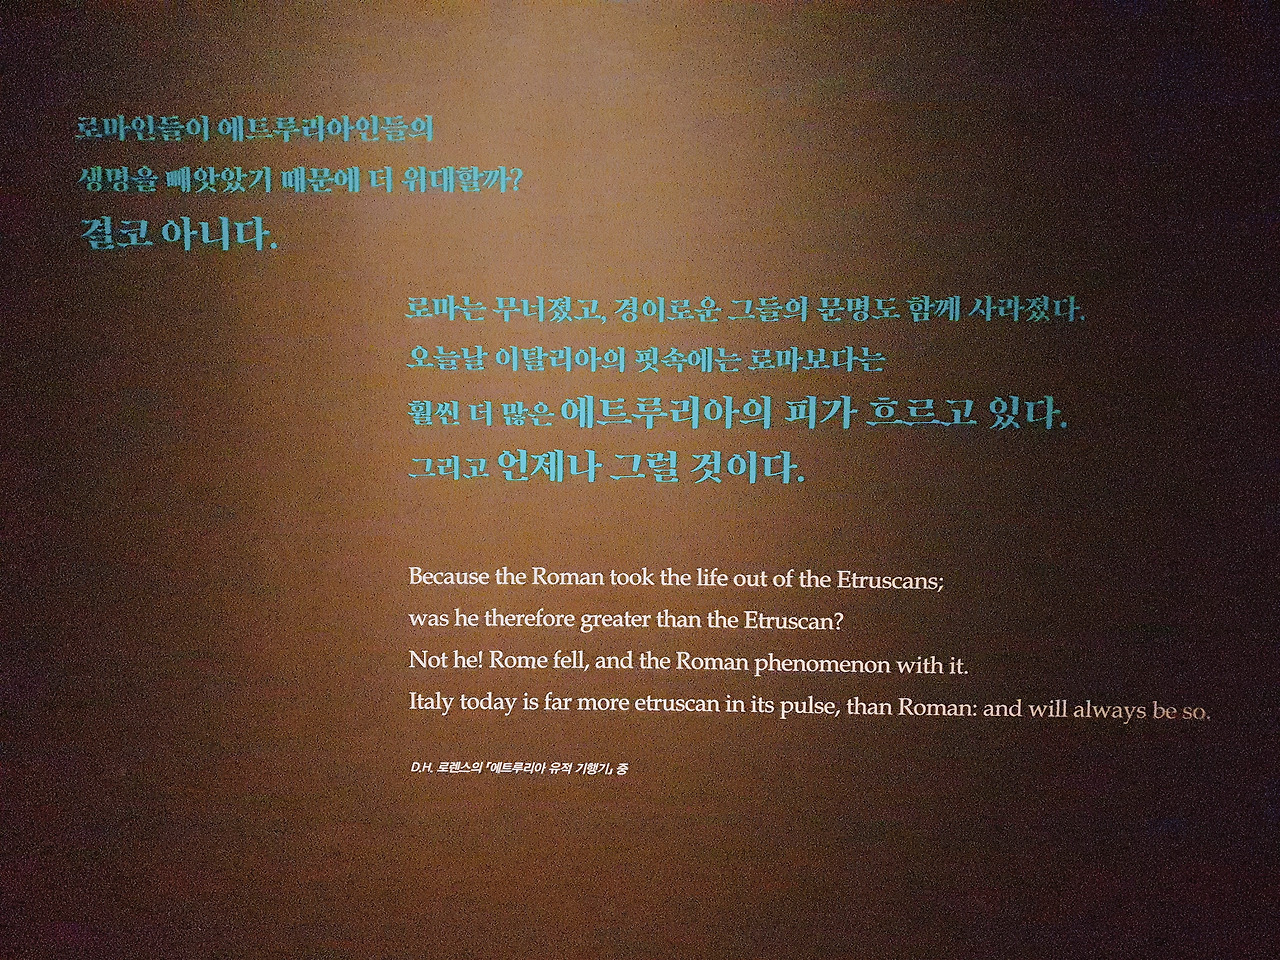 로마인들이 에트루리아인들의
생명을 빼앗았기 때문에 더 위대할까?
결코 아니다.
로마는 무너졌고, 경이로운 그들의 문명도 함께 사라졌다.
오늘날 이탈리아의 핏속에는 로마보다는
훨씬 더 많은 에트루리아의 피가 흐르고 있다.
그리고 언제나 그럴 것이다.
Because the Roman took the life out of the Etruscans;
was he therefore greater than the Etruscan?
Not he! Rome fell, and the Roman phenomenon with it.
Italy today is far more etruscan in its pulse, than Roman: and will always be so.
D.H. 로렌스의 「에트루리아 유적 기행기」 중